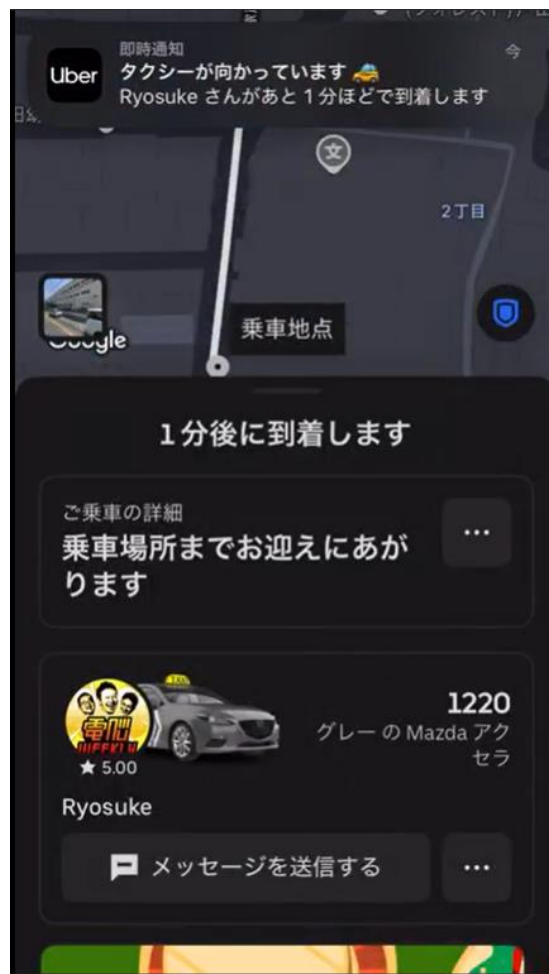 即時通知
今
Uber
タクシーが向かっています 🚕
Ryosuke さんがあと 1 分ほどで到着します
文
2丁目
乗車地点
Google
1 分後に到着します
ご乗車の詳細
乗車場所までお迎えにあが
ります
TAXI
電脳
WEEKLY
★ 5.00
1220
グレー の Mazda アク
セラ
Ryosuke
メッセージを送信する